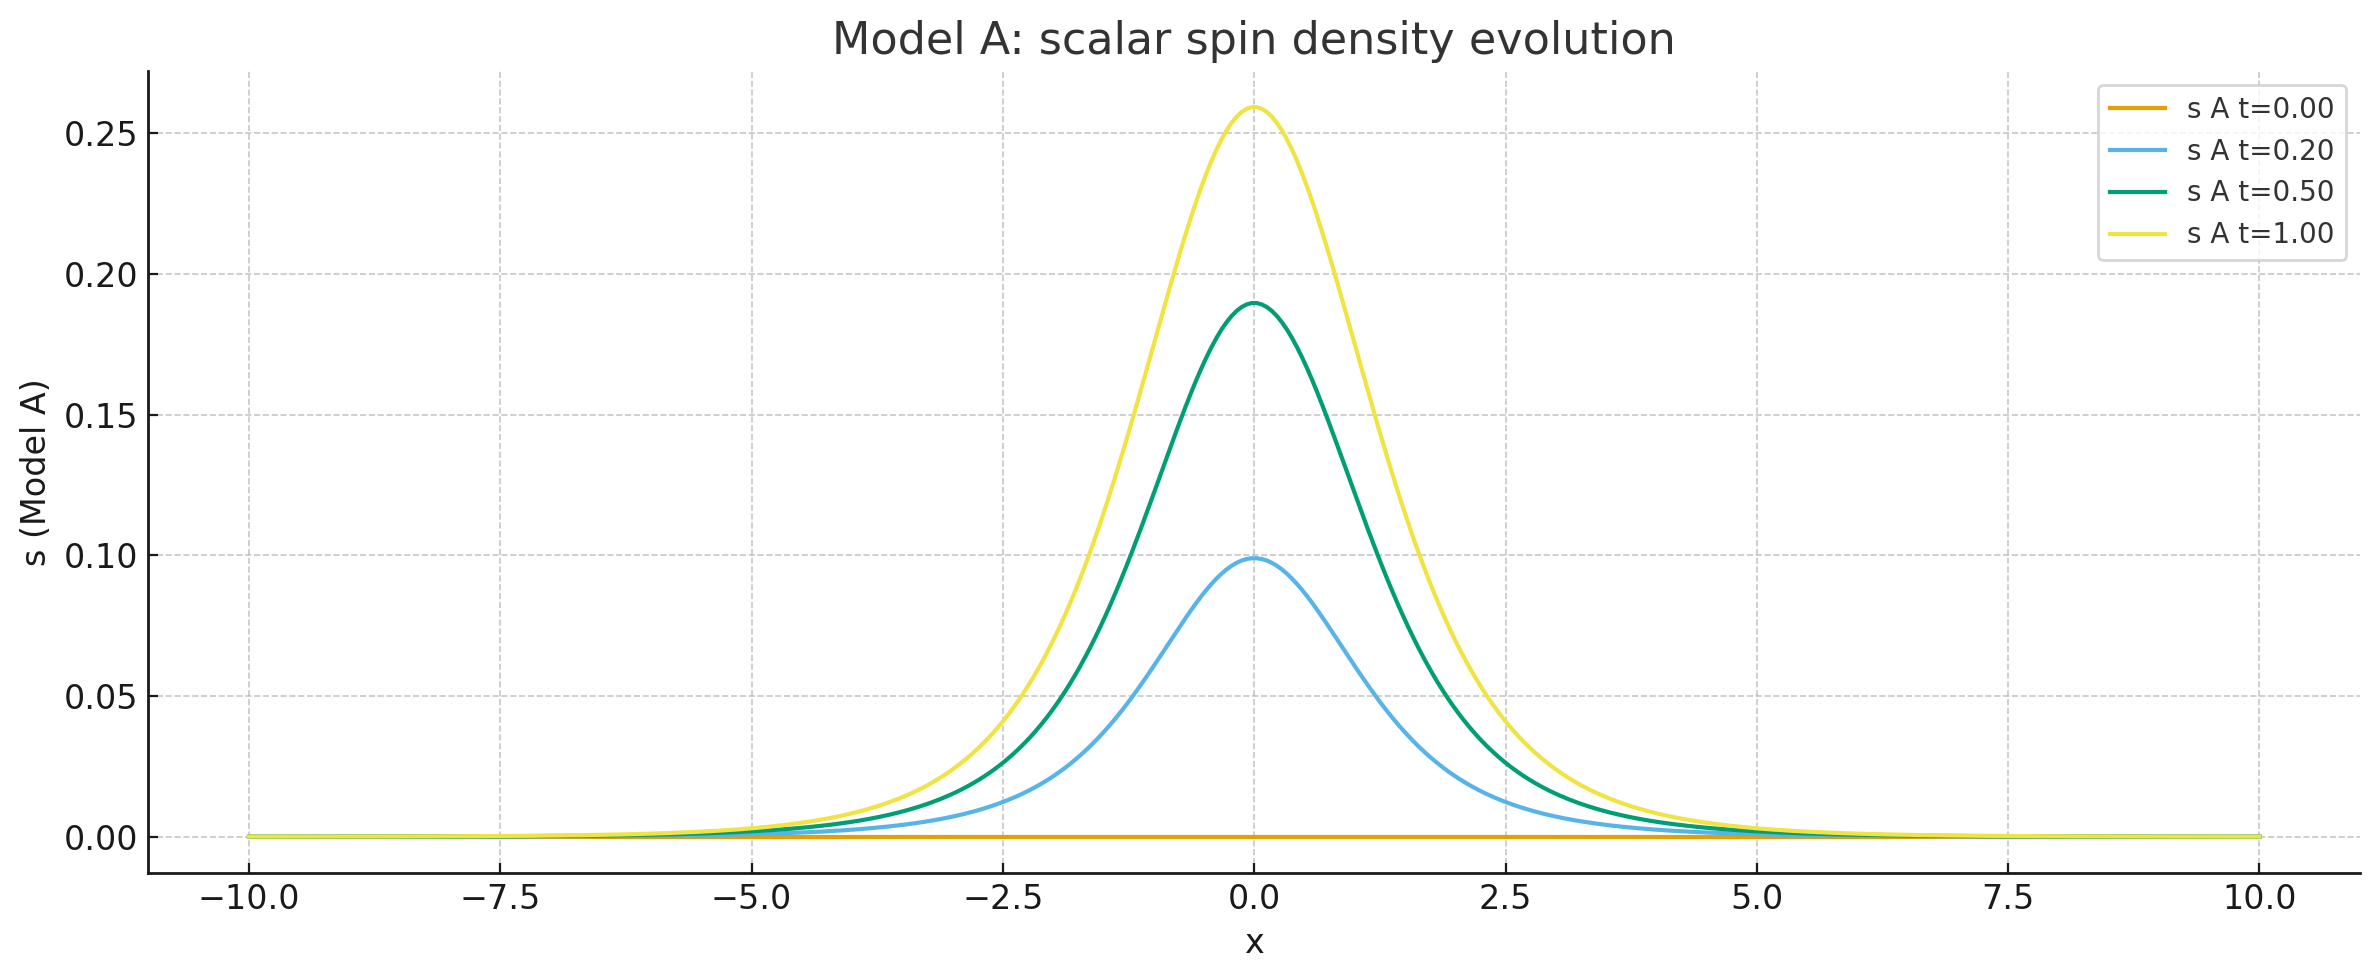 Model A: scalar spin density evolution
s A t=0.00
s A t=0.20
s A t=0.50
s A t=1.00
s (Model A)
0.25
0.20
0.15
0.10
0.05
0.00
−10.0 −7.5 −5.0 −2.5 0.0 2.5 5.0 7.5 10.0
x